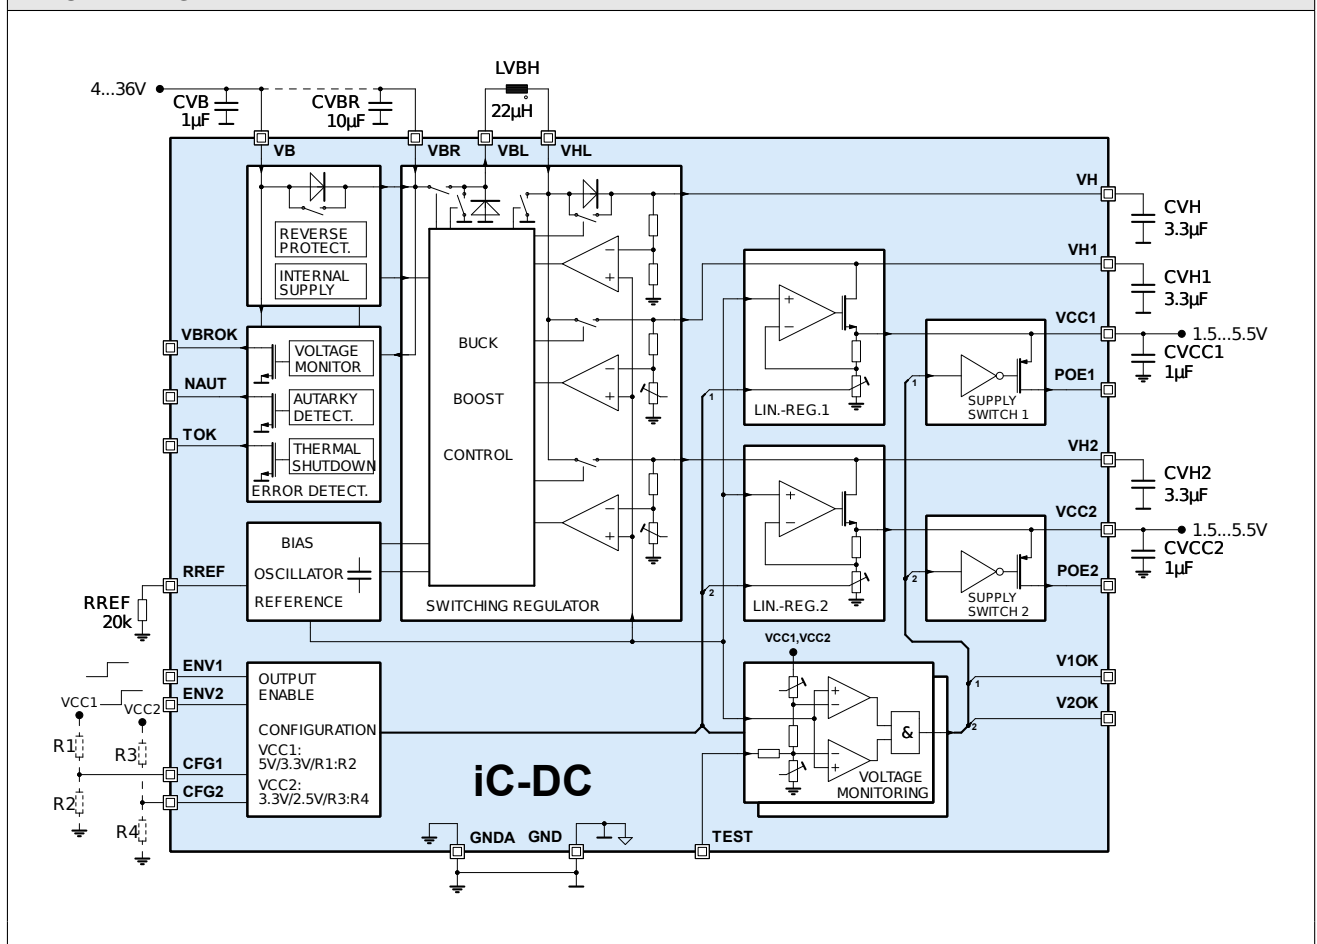 LVBH
4...36V
CVB
1µF
CVBR
10µF
22µH
VB
VBR
VBL
VHL
VH
CVH
3.3µF
REVERSE
PROTECT.
INTERNAL
SUPPLY
VH1
CVH1
3.3µF
VBROK
VOLTAGE
MONITOR
NAUT
AUTARKY
DETECT.
TOK
THERMAL
SHUTDOWN
ERROR DETECT.
BUCK
BOOST
CONTROL
SWITCHING REGULATOR
LIN.-REG.1
1
VCC1
1.5...5.5V
CVCC1
1µF
POE1
1
SUPPLY
SWITCH 1
VH2
CVH2
3.3µF
LIN.-REG.2
2
VCC2
1.5...5.5V
CVCC2
1µF
POE2
2
SUPPLY
SWITCH 2
BIAS
OSCILLATOR
REFERENCE
RREF
RREF
20k
ENV1
ENV2
VCC1
VCC2
R1
R3
CFG1
R2
CFG2
R4
OUTPUT
ENABLE
CONFIGURATION
VCC1:
5V/3.3V/R1:R2
VCC2:
3.3V/2.5V/R3:R4
iC-DC
VCC1,VCC2
&
VOLTAGE
MONITORING
V1OK
1
V2OK
2
GNDA
GND
TEST